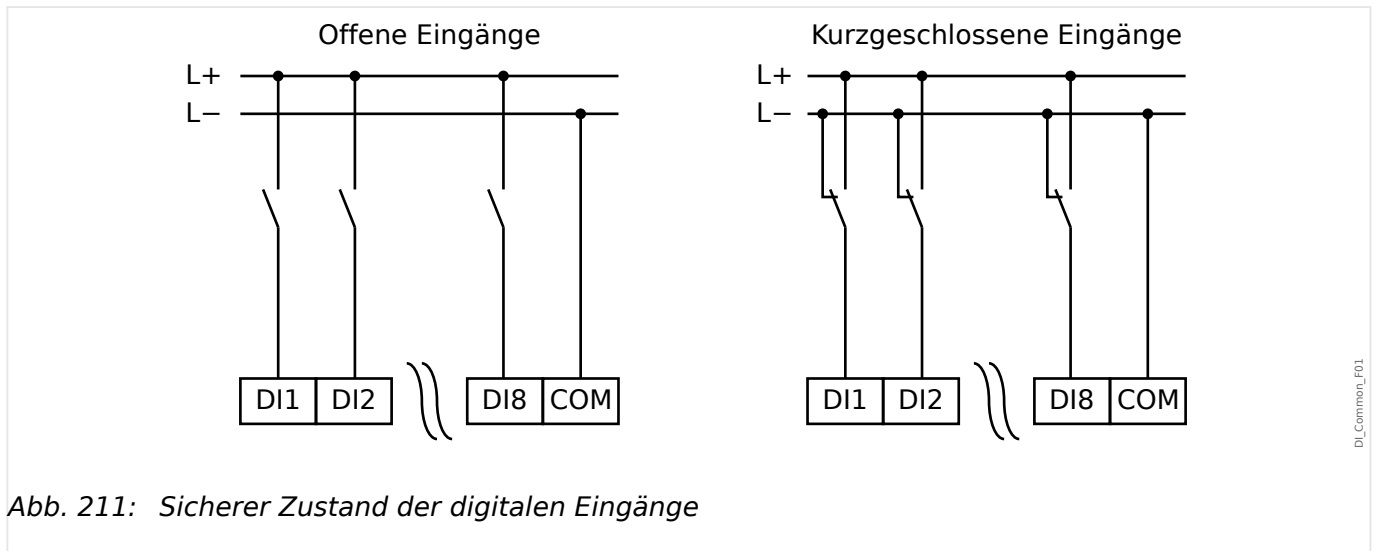 Offene Eingänge
Kurzgeschlossene Eingänge
L+
L−
L+
L−
DI1 DI2 DI8 COM
DI1 DI2 DI8 COM
DI_Common_F01
Abb. 211: Sicherer Zustand der digitalen Eingänge